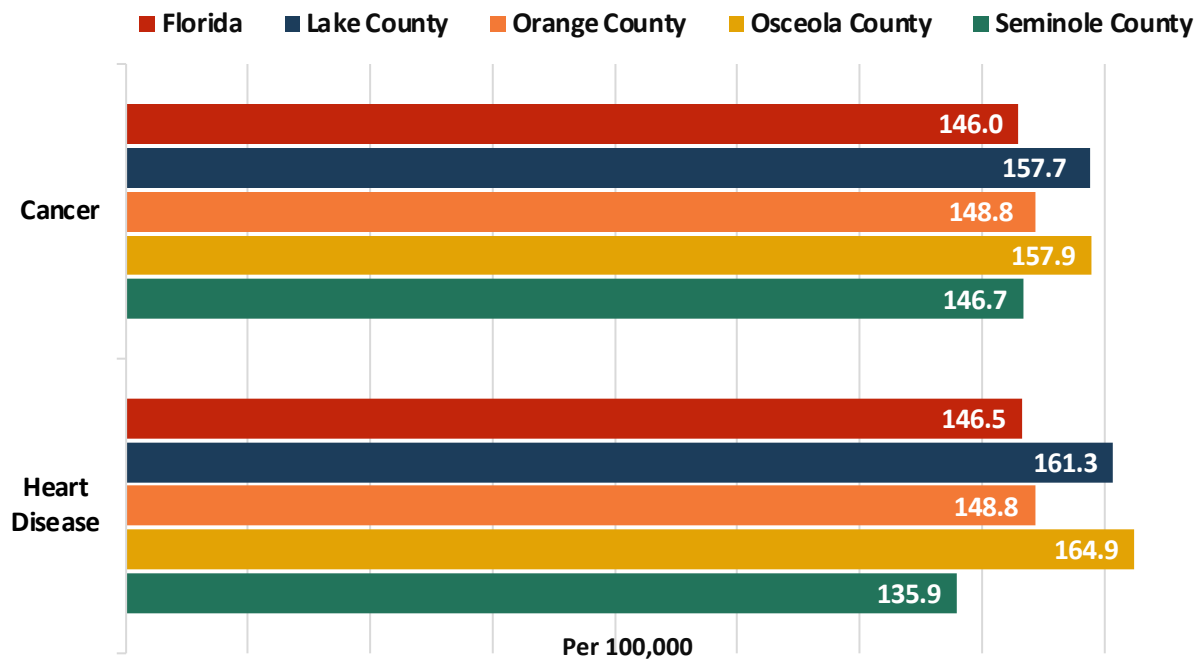 Florida Lake County Orange County Osceola County Seminole County
Cancer
146.0
157.7
148.8
157.9
146.7
Heart
Disease
146.5
161.3
148.8
164.9
135.9
Per 100,000